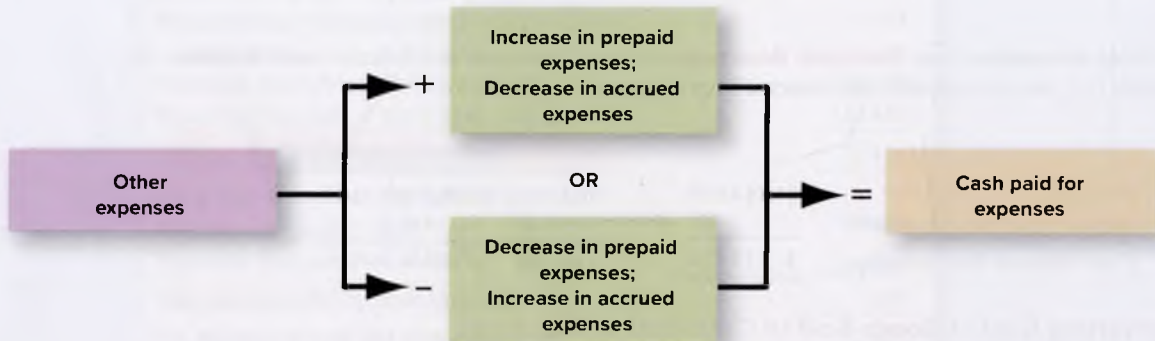 Increase in prepaid
expenses;
Decrease in accrued
expenses
+
Other
expenses
OR
=
Cash paid for
expenses
-
Decrease in prepaid
expenses;
Increase in accrued
expenses